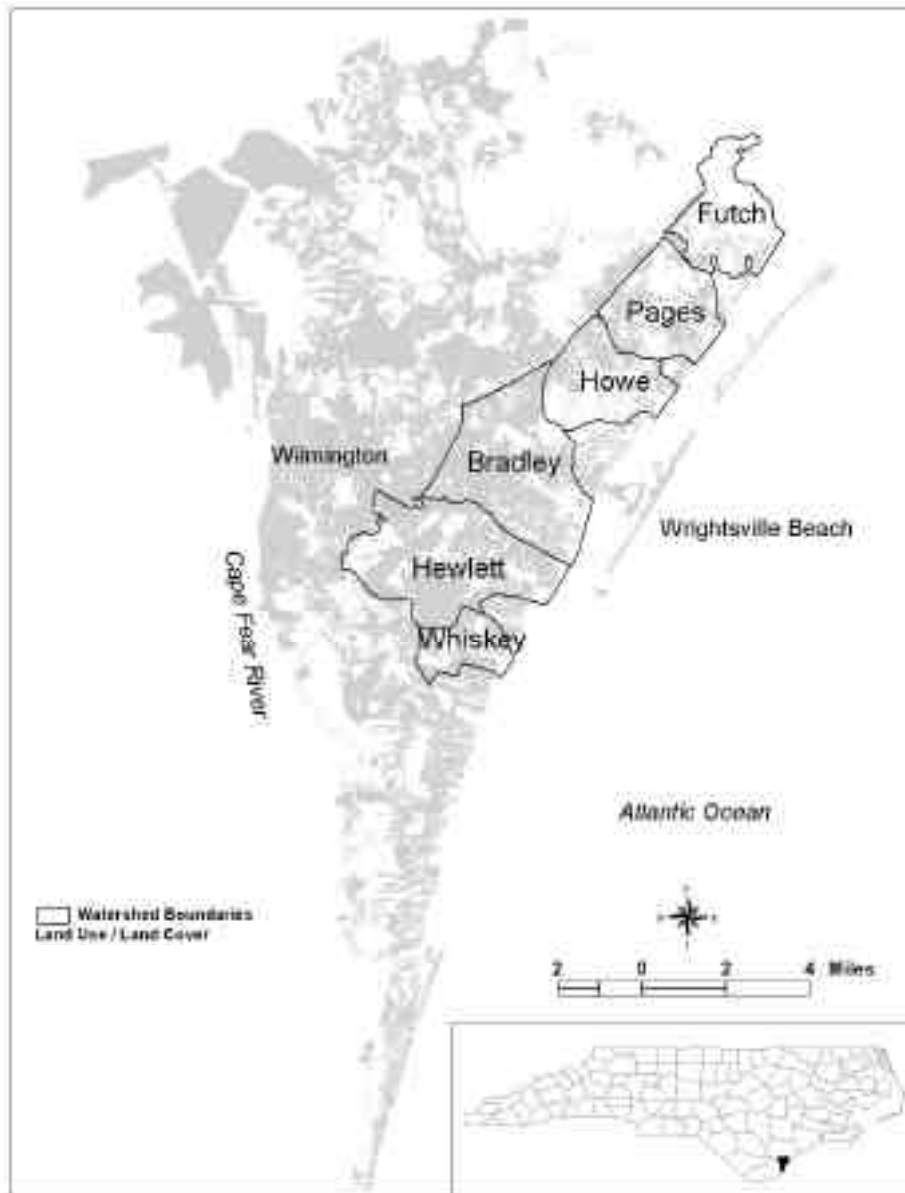 Futch
Pages
Howe
Wilmington
Bradley
Wrightsville Beach
Hewlett
Cape Fear River
Whiskey
Atlantic Ocean
Watershed Boundaries
Land Use / Land Cover
2 0 2 4 Miles